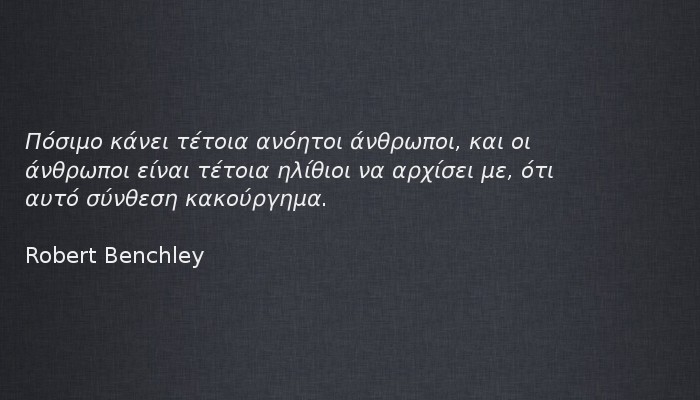 Πόσιμο κάνει τέτοια ανόητοι άνθρωποι, και οι
άνθρωποι είναι τέτοια ηλίθιοι να αρχίσει με, ότι
αυτό σύνθεση κακούργημα.
Robert Benchley